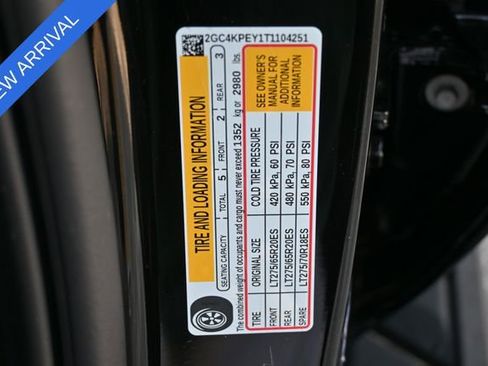 NEW ARRIVAL
2GC4KPEY1T1104251
TIRE AND LOADING INFORMATION
SEATING CAPACITY TOTAL 5 FRONT 2 REAR 3
The combined weight of occupants and cargo must never exceed 1352 kg or 2980 lbs.
TIRE ORIGINAL SIZE COLD TIRE PRESSURE
FRONT LT275/65R20ES 420 kPa, 60 PSI
REAR LT275/65R20ES 480 kPa, 70 PSI
SPARE LT275/70R18ES 550 kPa, 80 PSI
SEE OWNER'S
MANUAL FOR
ADDITIONAL
INFORMATION